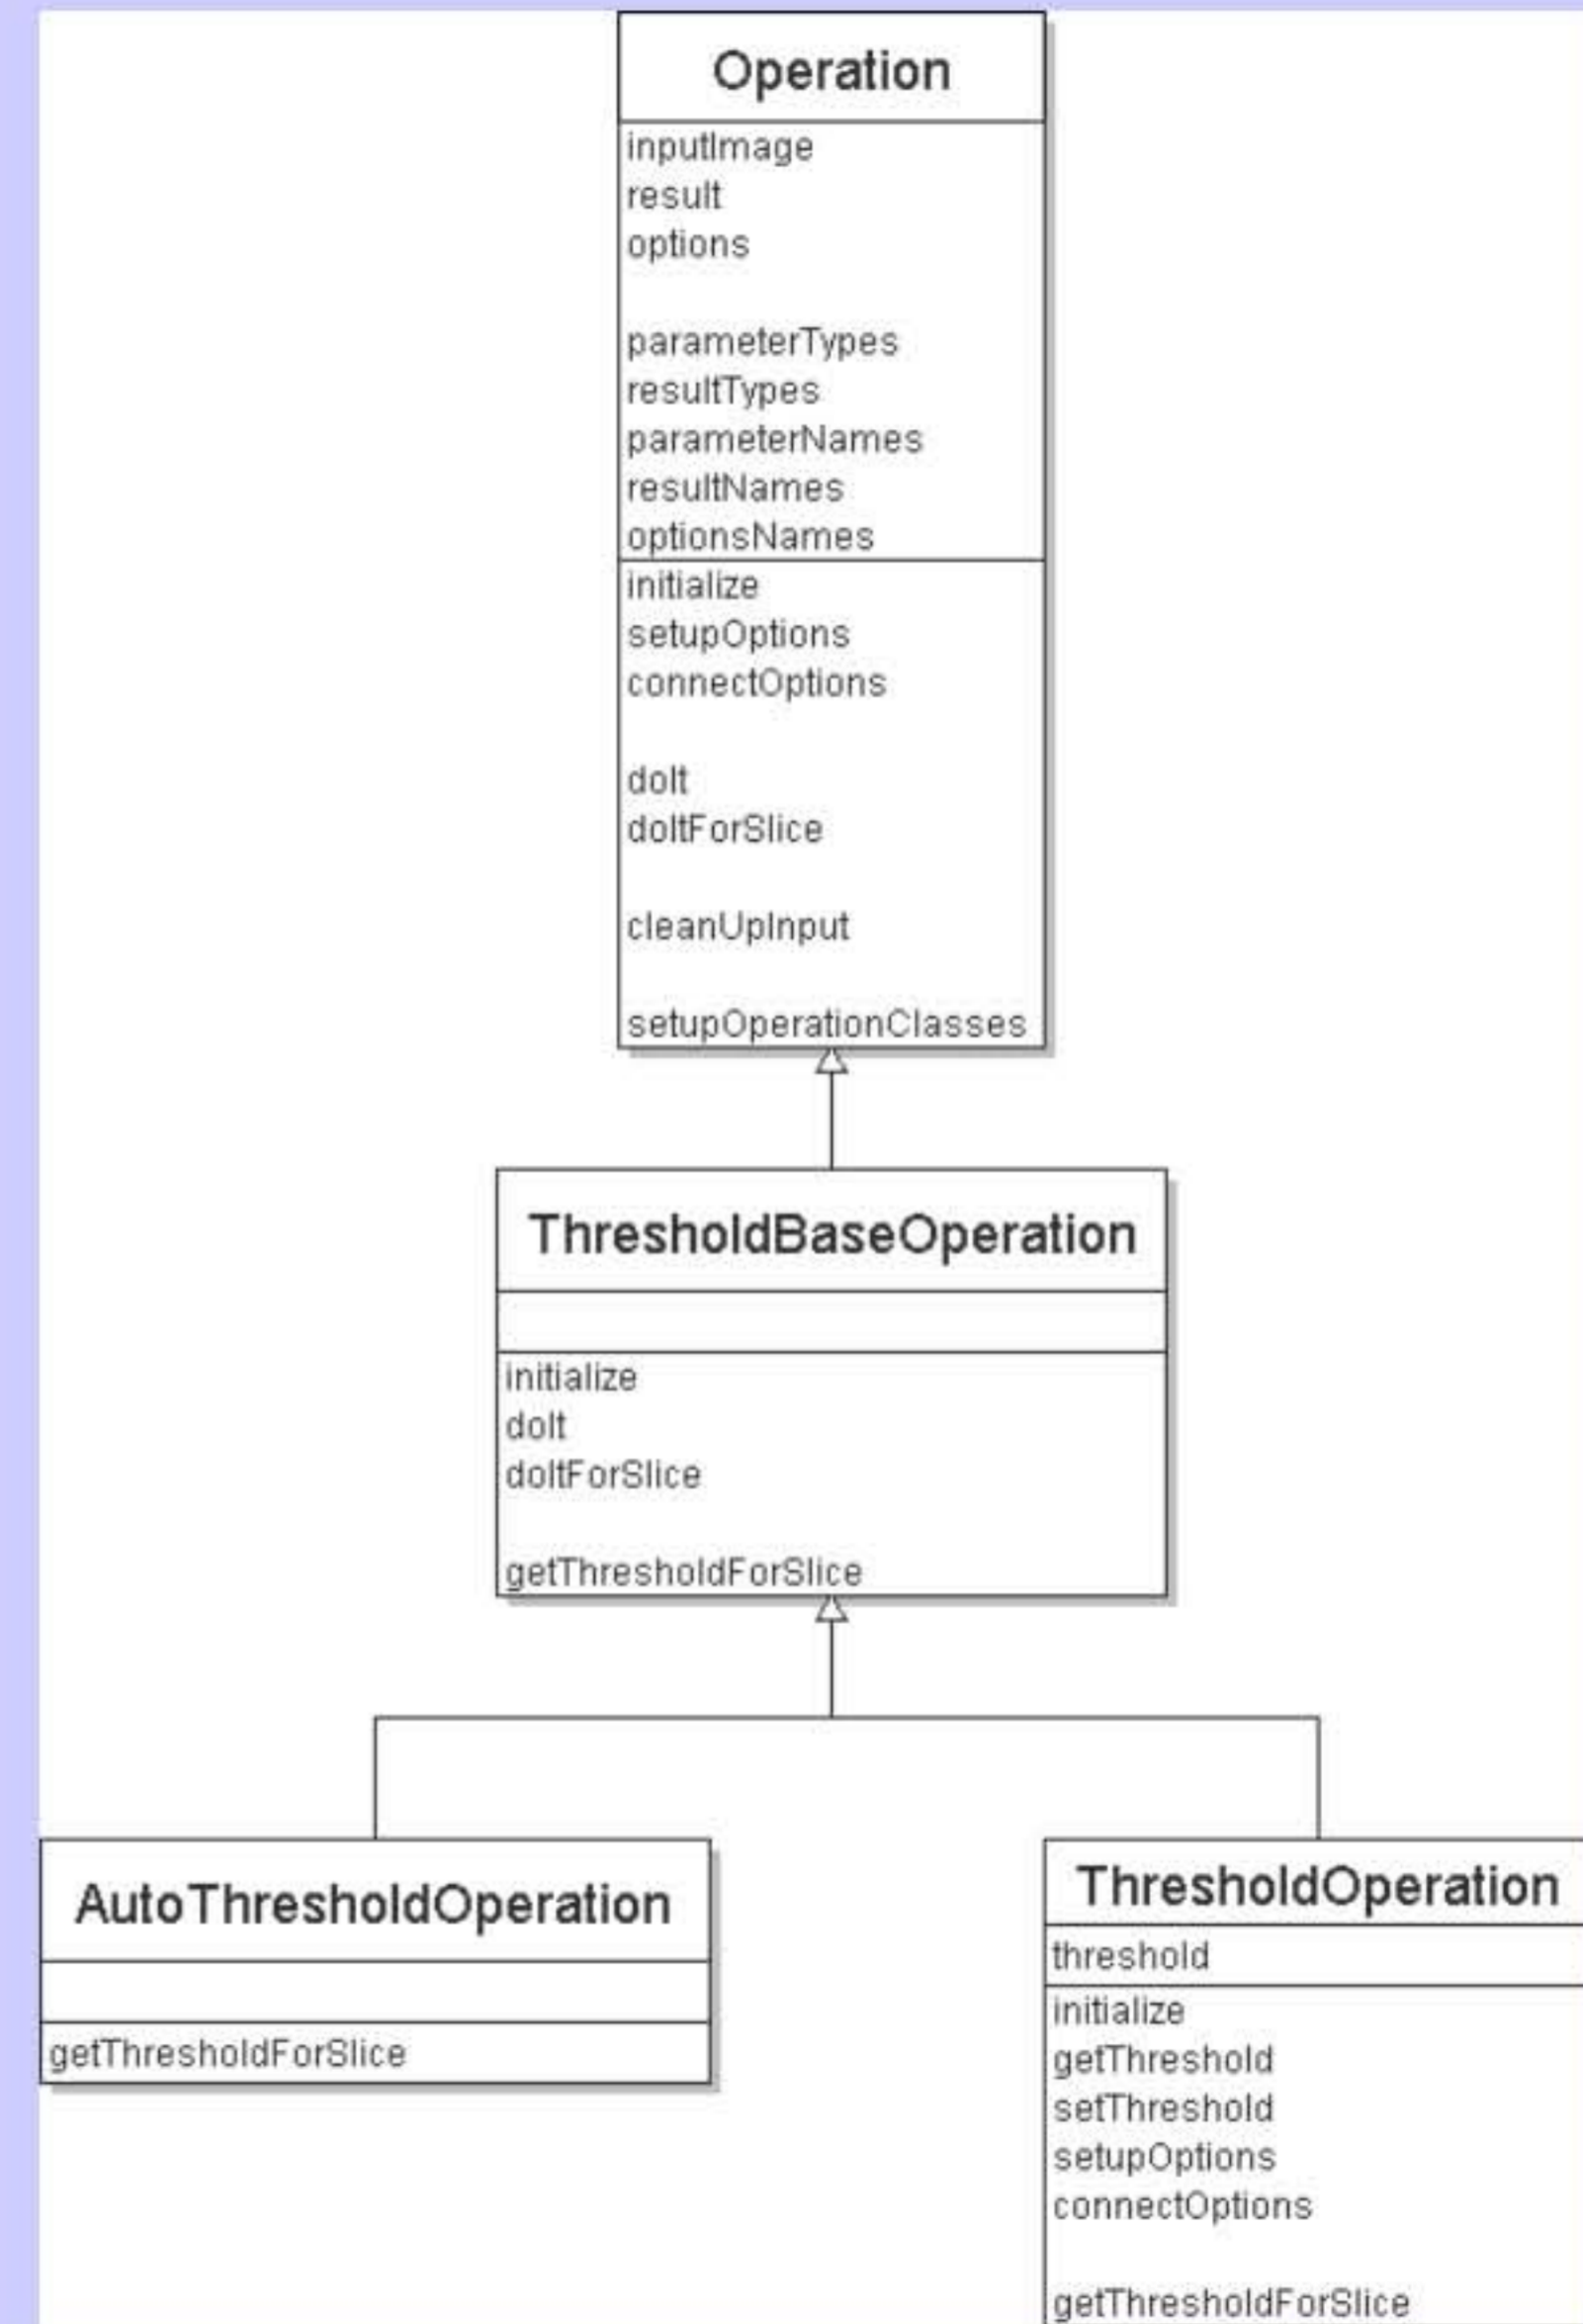 Operation
inputImage
result
options
parameterTypes
resultTypes
parameterNames
resultNames
optionsNames
initialize
setupOptions
connectOptions
doIt
doItForSlice
cleanUpInput
setupOperationClasses
ThresholdBaseOperation
initialize
doIt
doItForSlice
getThresholdForSlice
AutoThresholdOperation
getThresholdForSlice
ThresholdOperation
threshold
initialize
getThreshold
setThreshold
setupOptions
connectOptions
getThresholdForSlice